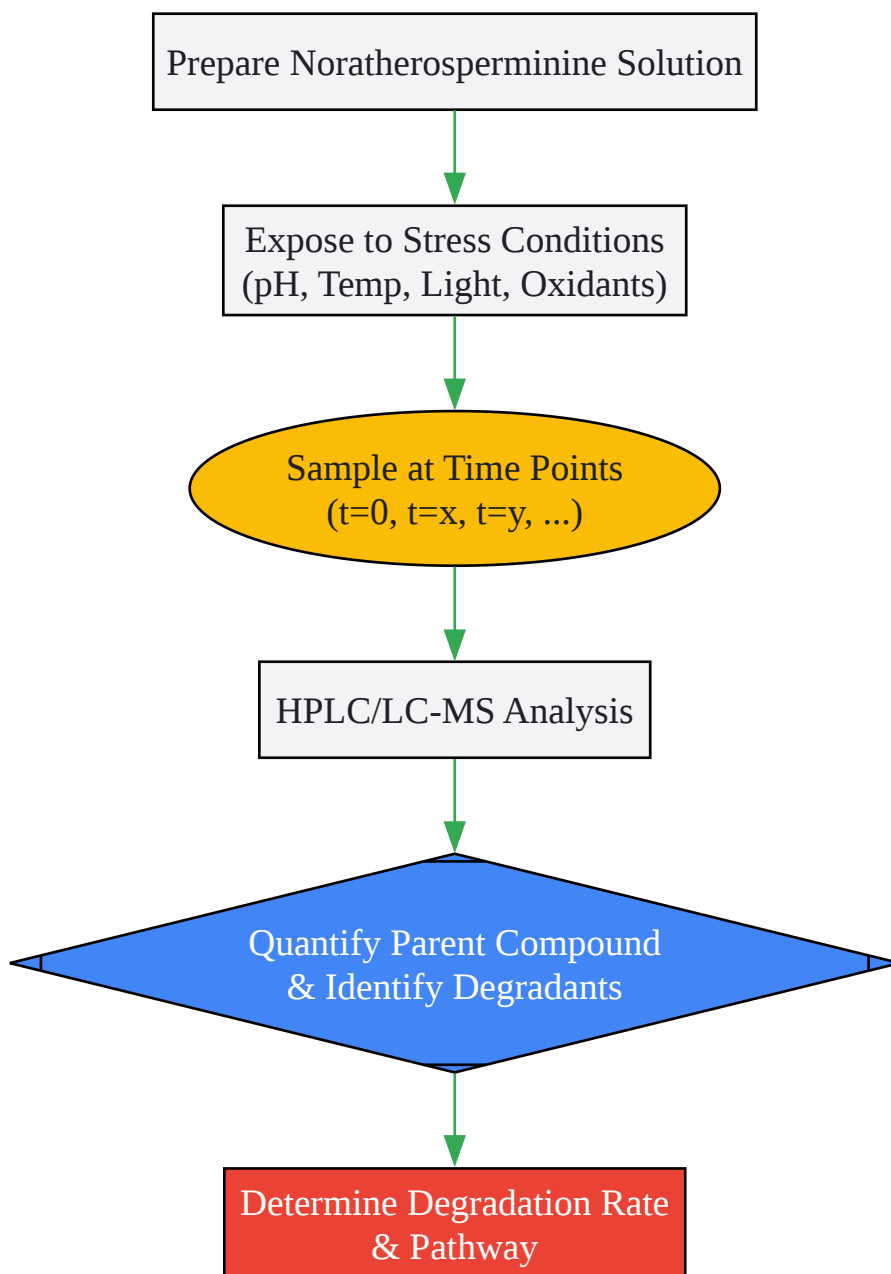 Prepare Noratherosperminine Solution
Expose to Stress Conditions
(pH, Temp, Light, Oxidants)
Sample at Time Points
(t=0, t=x, t=y, ...)
HPLC/LC-MS Analysis
Quantify Parent Compound
& Identify Degradants
Determine Degradation Rate
& Pathway